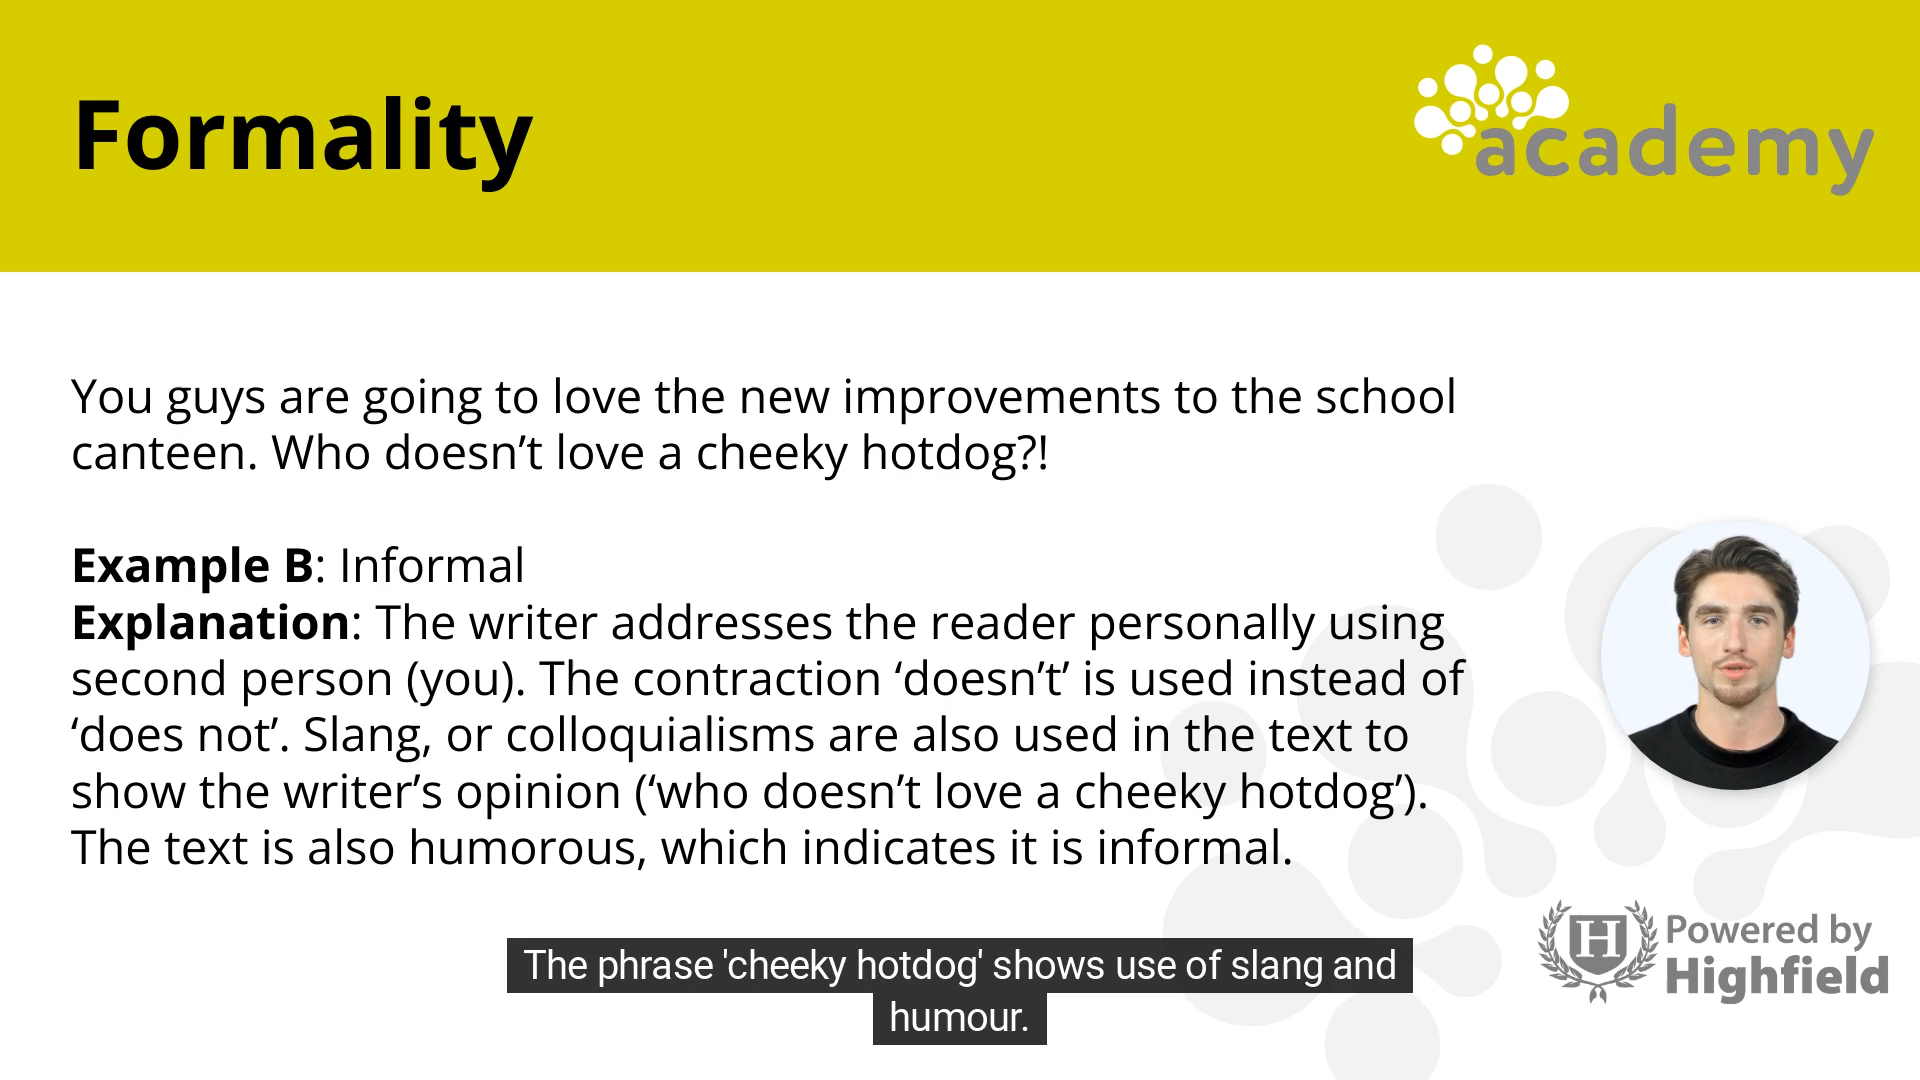 Formality
academy
You guys are going to love the new improvements to the school
canteen. Who doesn’t love a cheeky hotdog?!
Example B: Informal
Explanation: The writer addresses the reader personally using
second person (you). The contraction ‘doesn’t’ is used instead of
‘does not’. Slang, or colloquialisms are also used in the text to
show the writer’s opinion (‘who doesn’t love a cheeky hotdog’).
The text is also humorous, which indicates it is informal.
H
Powered by
Highfield
The phrase 'cheeky hotdog' shows use of slang and
humour.